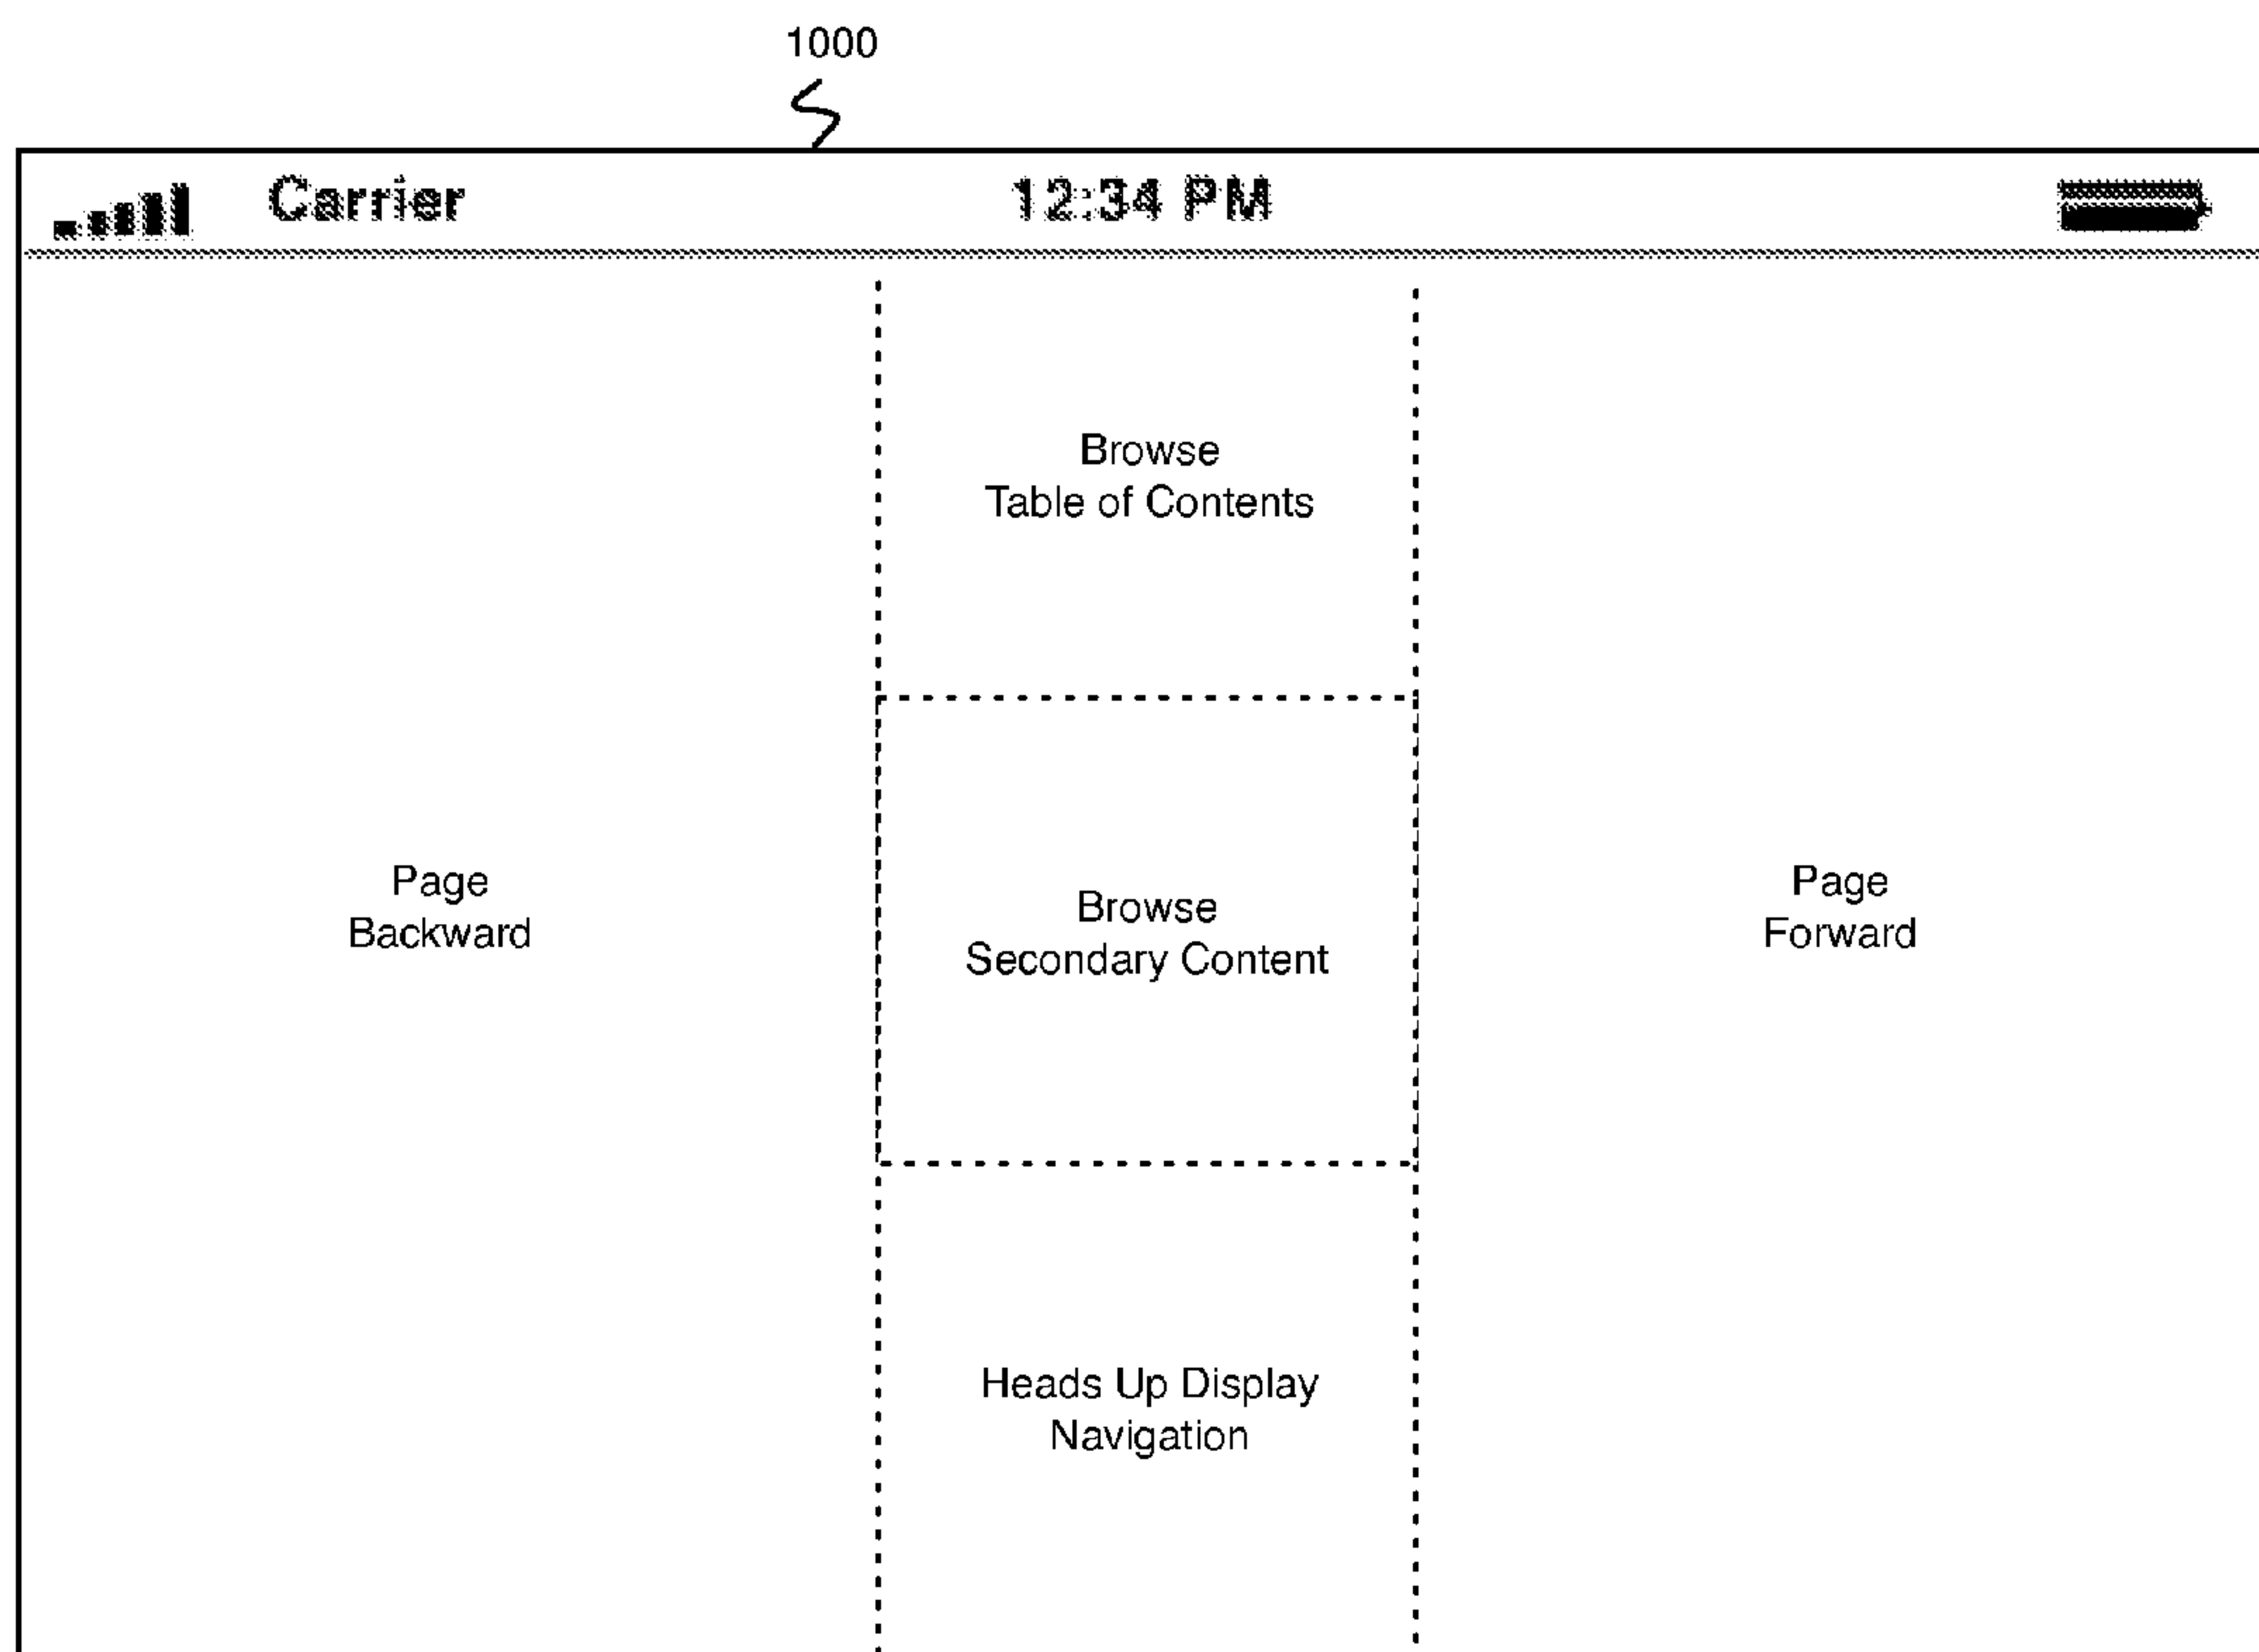 1000
Carrier
12:34 PM
Browse
Table of Contents
Page
Backward
Browse
Secondary Content
Page
Forward
Heads Up Display
Navigation